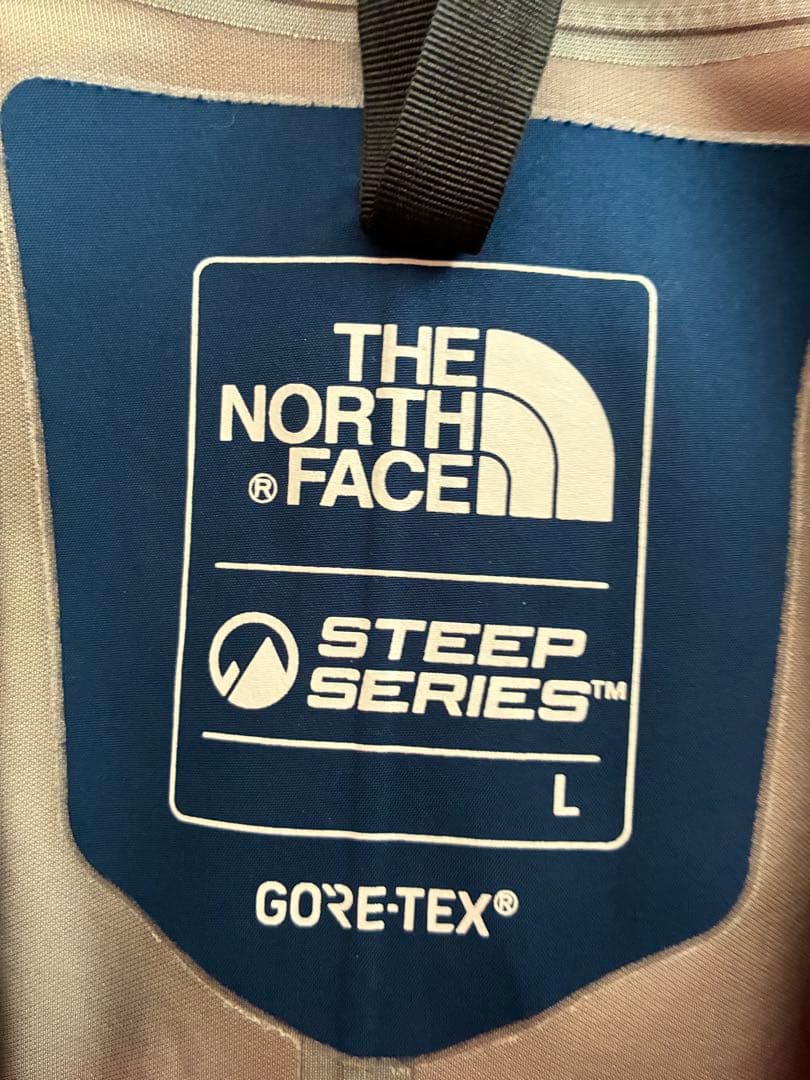 THE
NORTH
® FACE
STEEP
SERIES™
L
GORE-TEX®